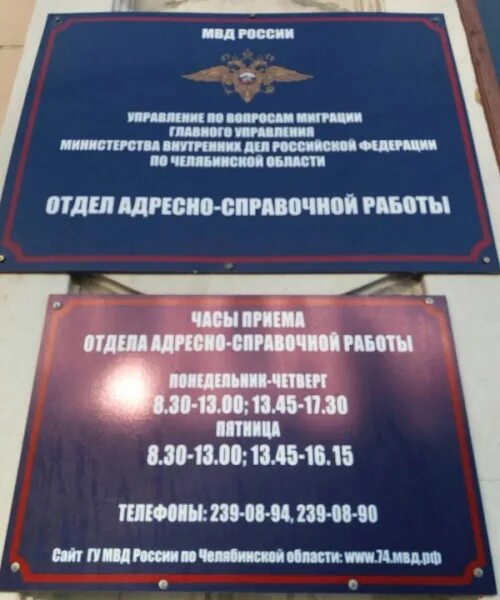 МВД РОССИИ
УПРАВЛЕНИЕ ПО ВОПРОСАМ МИГРАЦИИ
ГЛАВНОГО УПРАВЛЕНИЯ
МИНИСТЕРСТВА ВНУТРЕННИХ ДЕЛ РОССИЙСКОЙ ФЕДЕРАЦИИ
ПО ЧЕЛЯБИНСКОЙ ОБЛАСТИ
ОТДЕЛ АДРЕСНО-СПРАВОЧНОЙ РАБОТЫ
ЧАСЫ ПРИЕМА
ОТДЕЛА АДРЕСНО-СПРАВОЧНОЙ РАБОТЫ
ПОНЕДЕЛЬНИК-ЧЕТВЕРГ
8.30-13.00; 13.45-17.30
ПЯТНИЦА
8.30-13.00; 13.45-16.15
ТЕЛЕФОНЫ: 239-08-94, 239-08-90
Сайт ГУ МВД России по Челябинской области: www.74.мвд.рф